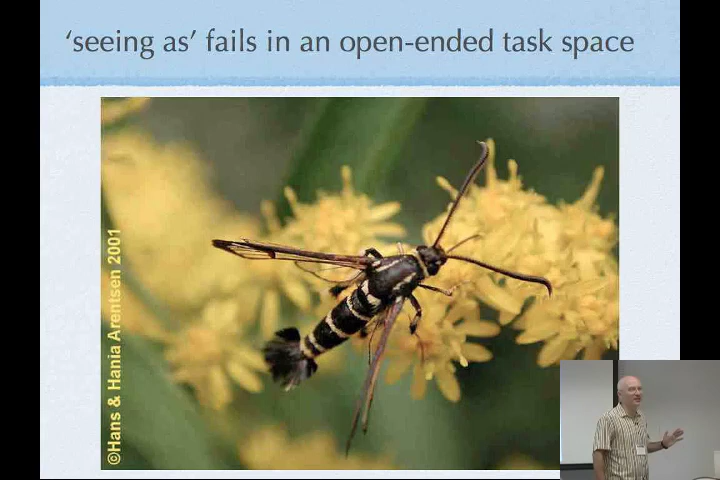 ‘seeing as’ fails in an open-ended task space
©Hans & Hania Arentsen 2001